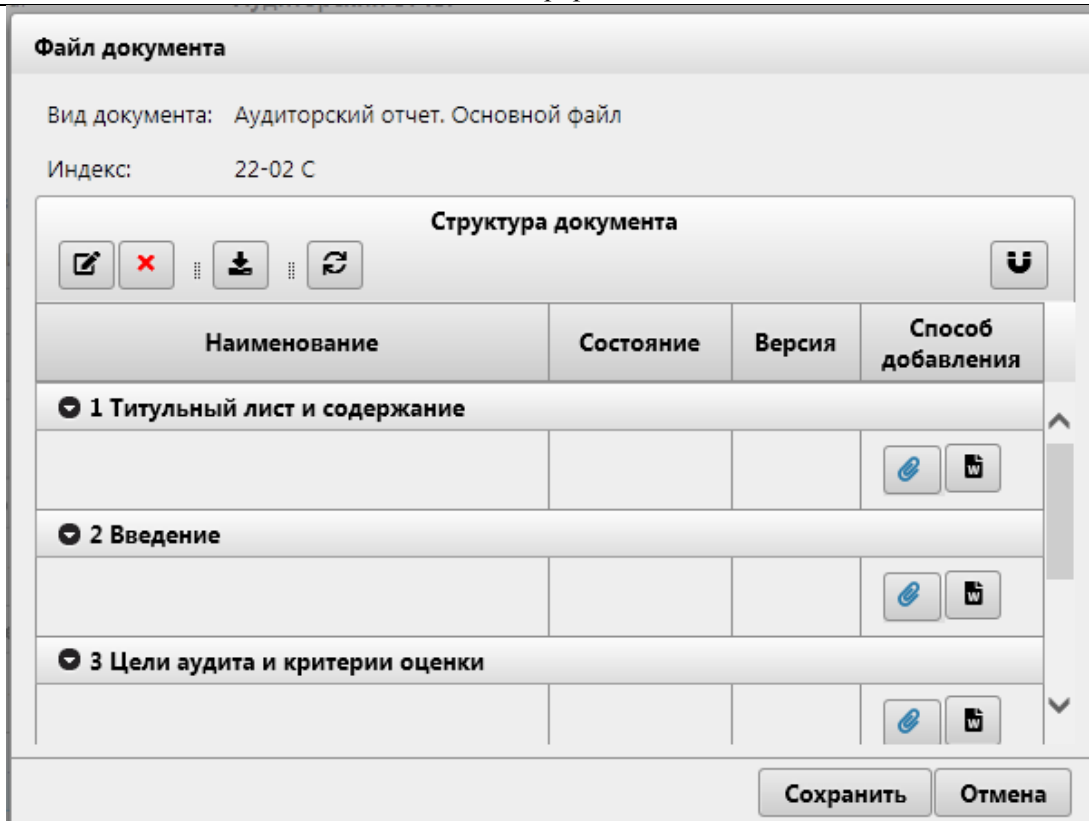 Файл документа
Вид документа: Аудиторский отчет. Основной файл
Индекс: 22-02 С
Структура документа
Наименование Состояние Версия Способ добавления
1 Титульный лист и содержание
2 Введение
3 Цели аудита и критерии оценки
Сохранить Отмена